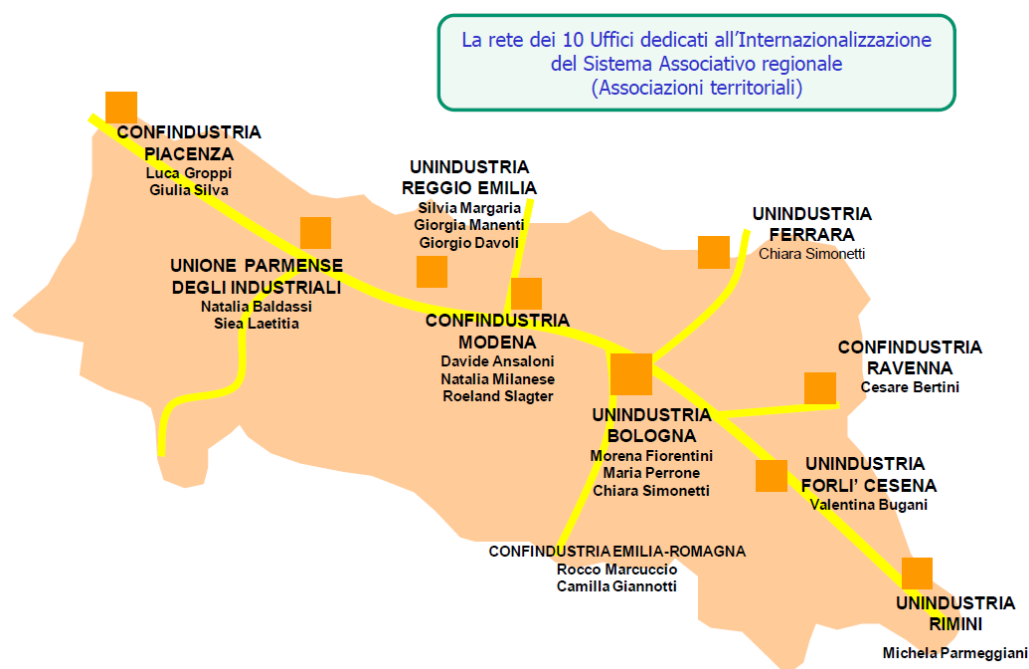 La rete dei 10 Uffici dedicati all'Internazionalizzazione
del Sistema Associativo regionale
(Associazioni territoriali)
CONFINDUSTRIA
PIACENZA
Luca Groppi
Giulia Silva
UNINDUSTRIA
REGGIO EMILIA
Silvia Margaria
Giorgia Manenti
Giorgio Davoli
UNINDUSTRIA
FERRARA
Chiara Simonetti
UNIONE PARMENSE
DEGLI INDUSTRIALI
Natalia Baldassi
Siea Laetitia
CONFINDUSTRIA
MODENA
Davide Ansaloni
Natalia Milanese
Roeland Slagter
CONFINDUSTRIA
RAVENNA
Cesare Bertini
UNINDUSTRIA
BOLOGNA
Morena Fiorentini
Maria Perrone
Chiara Simonetti
UNINDUSTRIA
FORLI' CESENA
Valentina Bugani
CONFINDUSTRIA EMILIA-ROMAGNA
Rocco Marcuccio
Camilla Giannotti
UNINDUSTRIA
RIMINI
Michela Parmeggiani